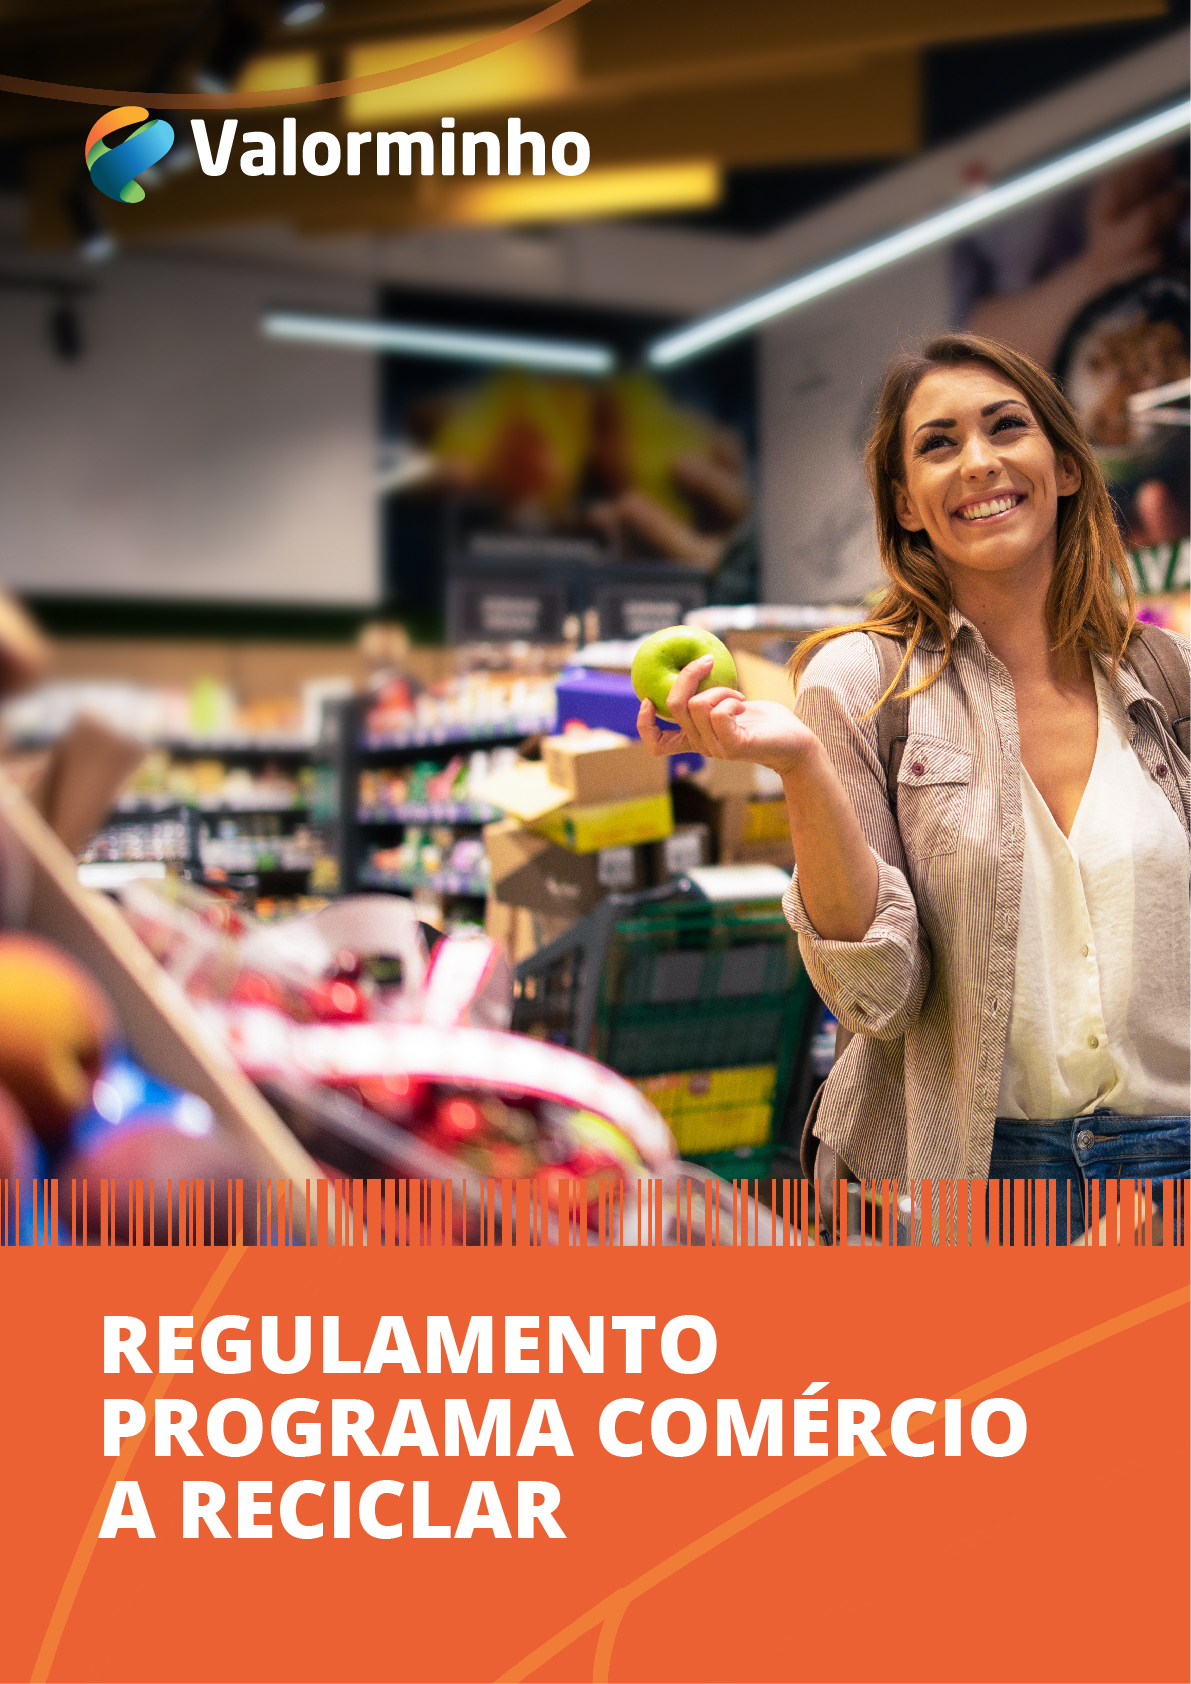 Valorminho
REGULAMENTO
PROGRAMA COMÉRCIO
A RECICLAR